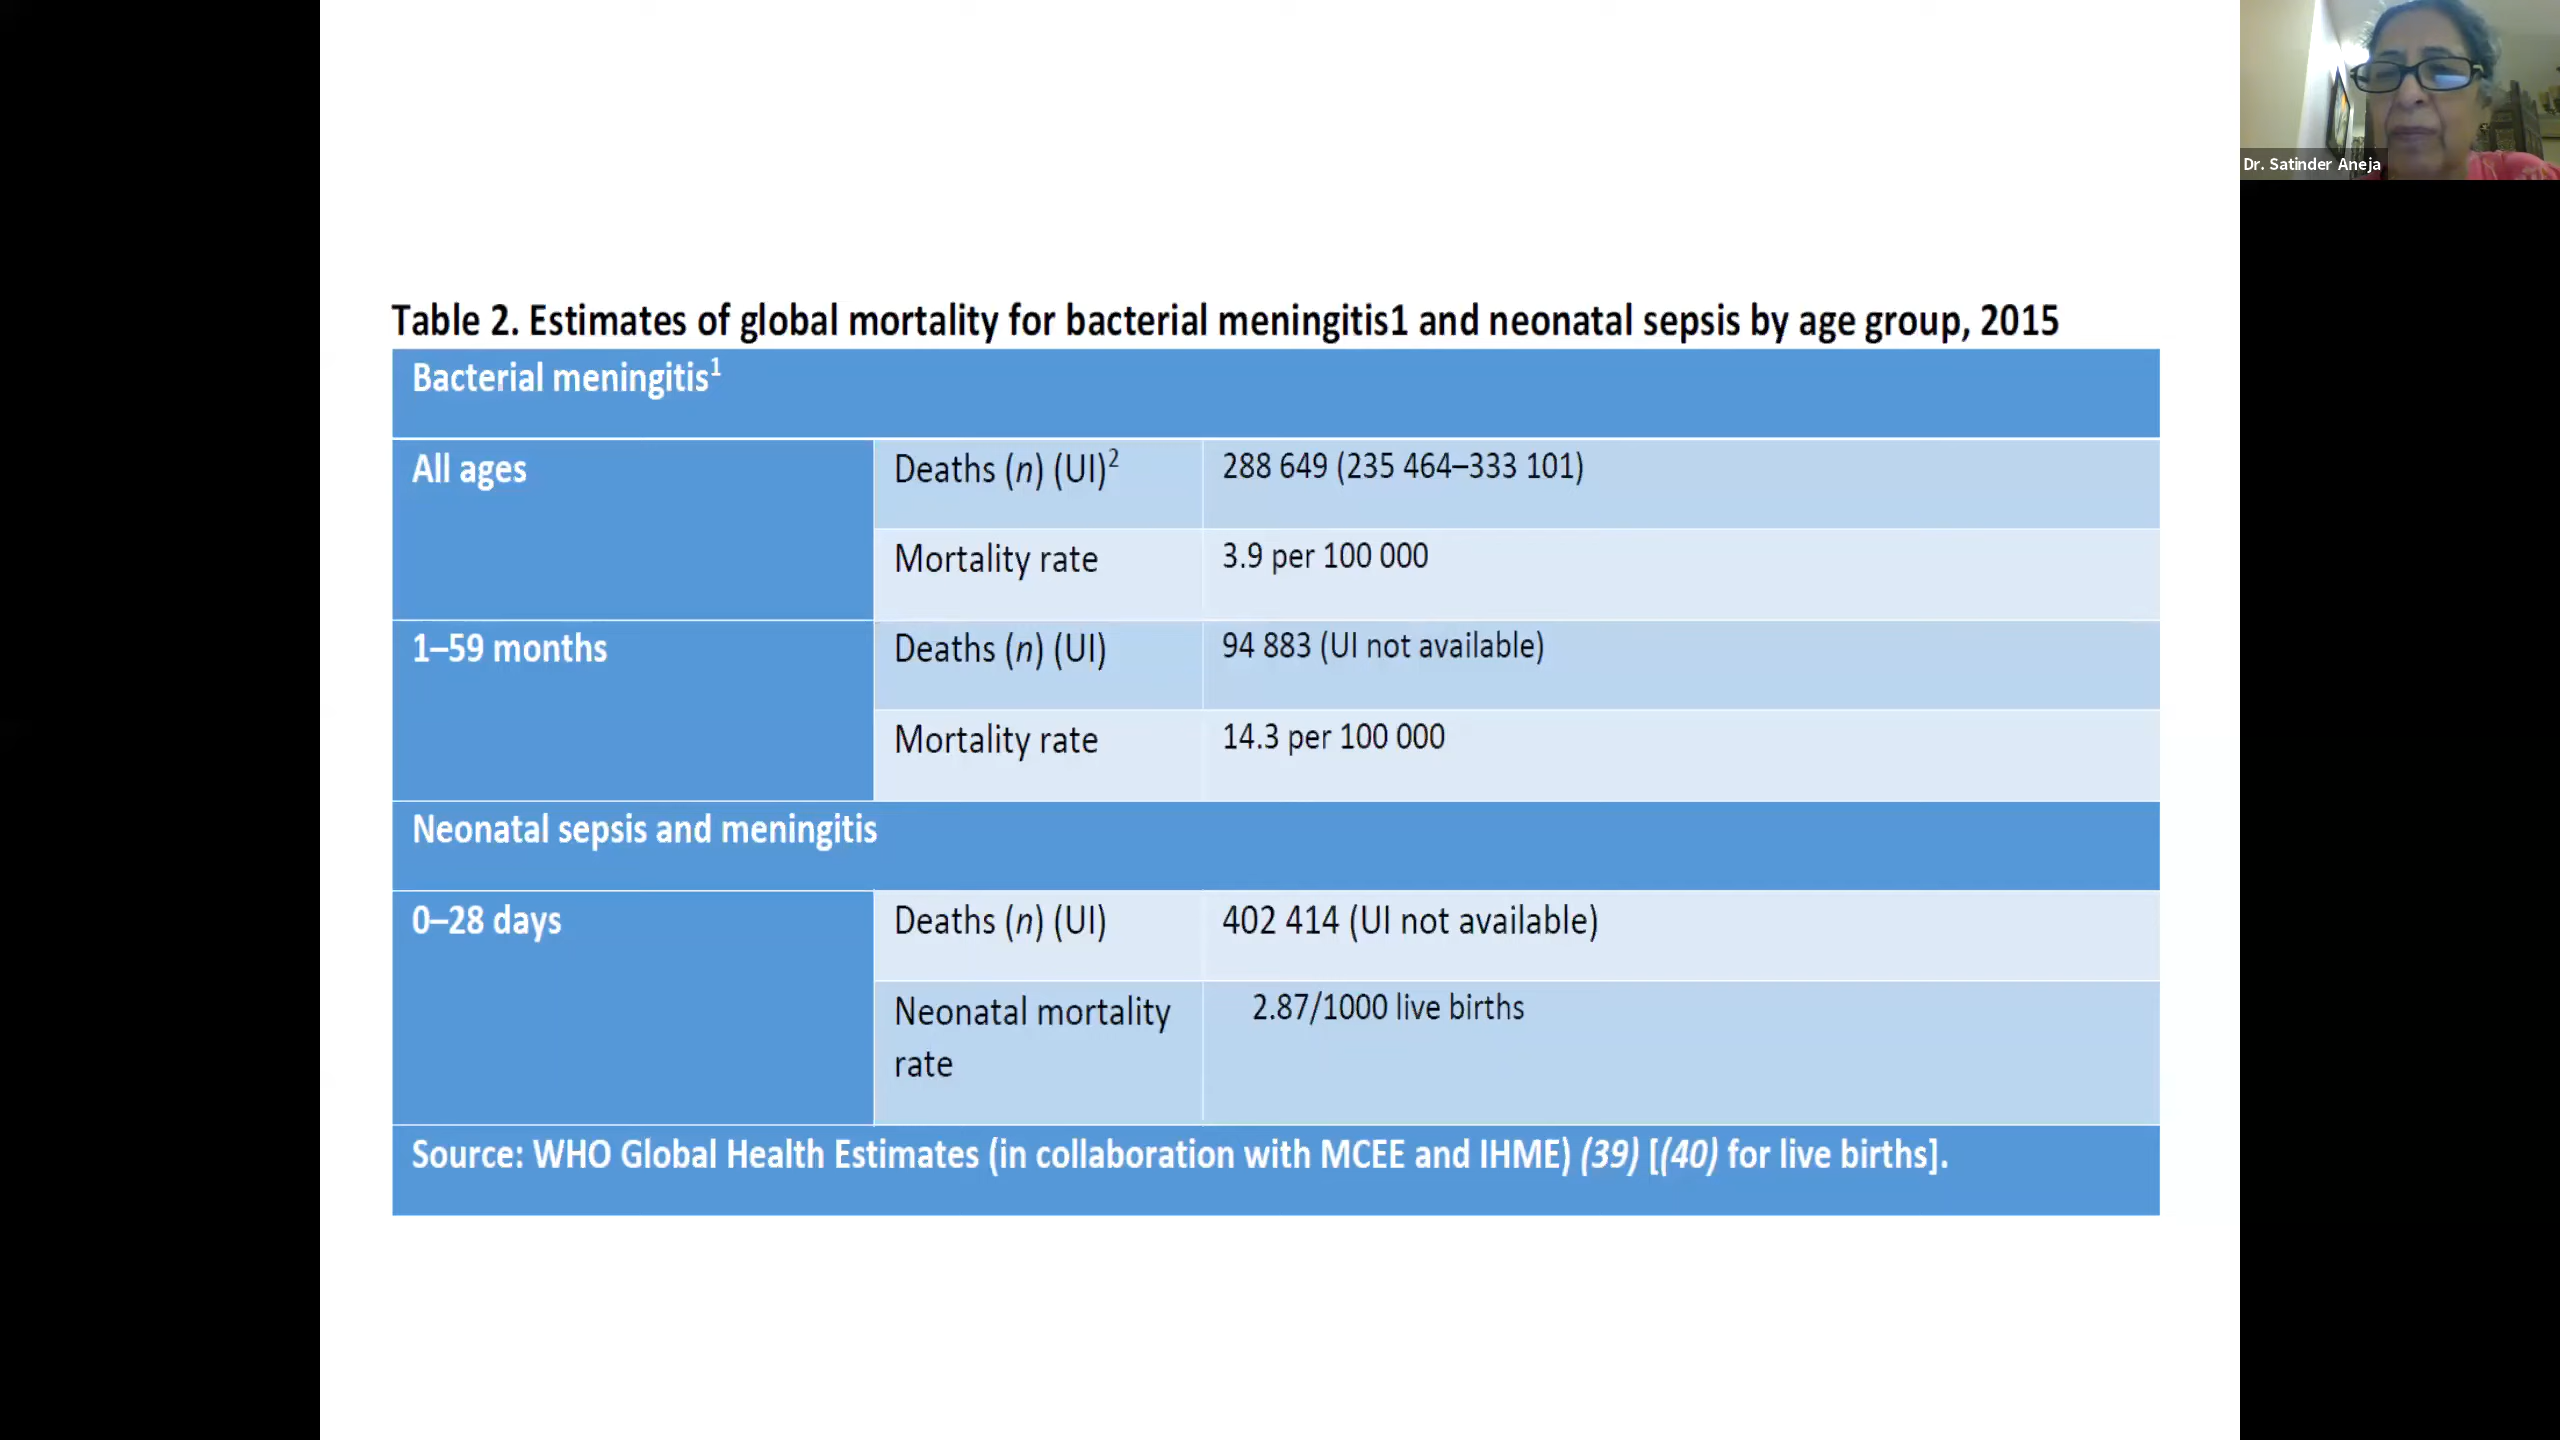 Dr. Satinder Aneja
Table 2. Estimates of global mortality for bacterial meningitis1 and neonatal sepsis by age group, 2015
Bacterial meningitis¹
All ages
Deaths (n) (UI)²
288 649 (235 464–333 101)
Mortality rate
3.9 per 100 000
1–59 months
Deaths (n) (UI)
94 883 (UI not available)
Mortality rate
14.3 per 100 000
Neonatal sepsis and meningitis
0–28 days
Deaths (n) (UI)
402 414 (UI not available)
Neonatal mortality
rate
2.87/1000 live births
Source: WHO Global Health Estimates (in collaboration with MCEE and IHME) (39) [(40) for live births].